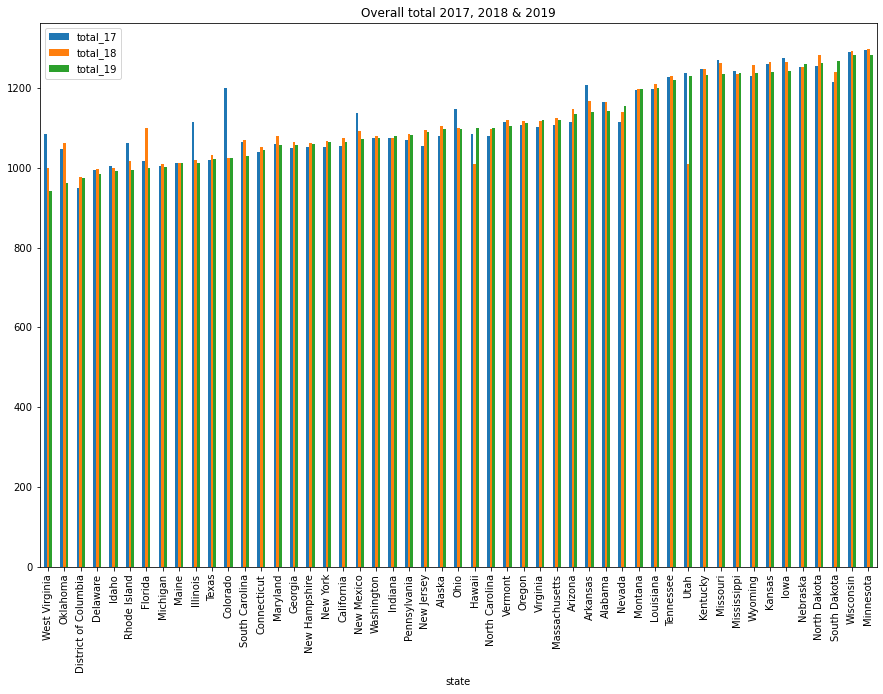 Overall total 2017, 2018 & 2019
total_17
total_18
total_19
1200
1000
800
600
400
200
0
West Virginia
Oklahoma
District of Columbia
Delaware
Idaho
Rhode Island
Florida
Michigan
Maine
Illinois
Texas
Colorado
South Carolina
Connecticut
Maryland
Georgia
New Hampshire
New York
California
New Mexico
Washington
Indiana
Pennsylvania
New Jersey
Alaska
Ohio
Hawaii
North Carolina
Vermont
Oregon
Virginia
Massachusetts
Arizona
Arkansas
Alabama
Nevada
Montana
Louisiana
Tennessee
Utah
Kentucky
Missouri
Mississippi
Wyoming
Kansas
Iowa
Nebraska
North Dakota
South Dakota
Wisconsin
Minnesota
state